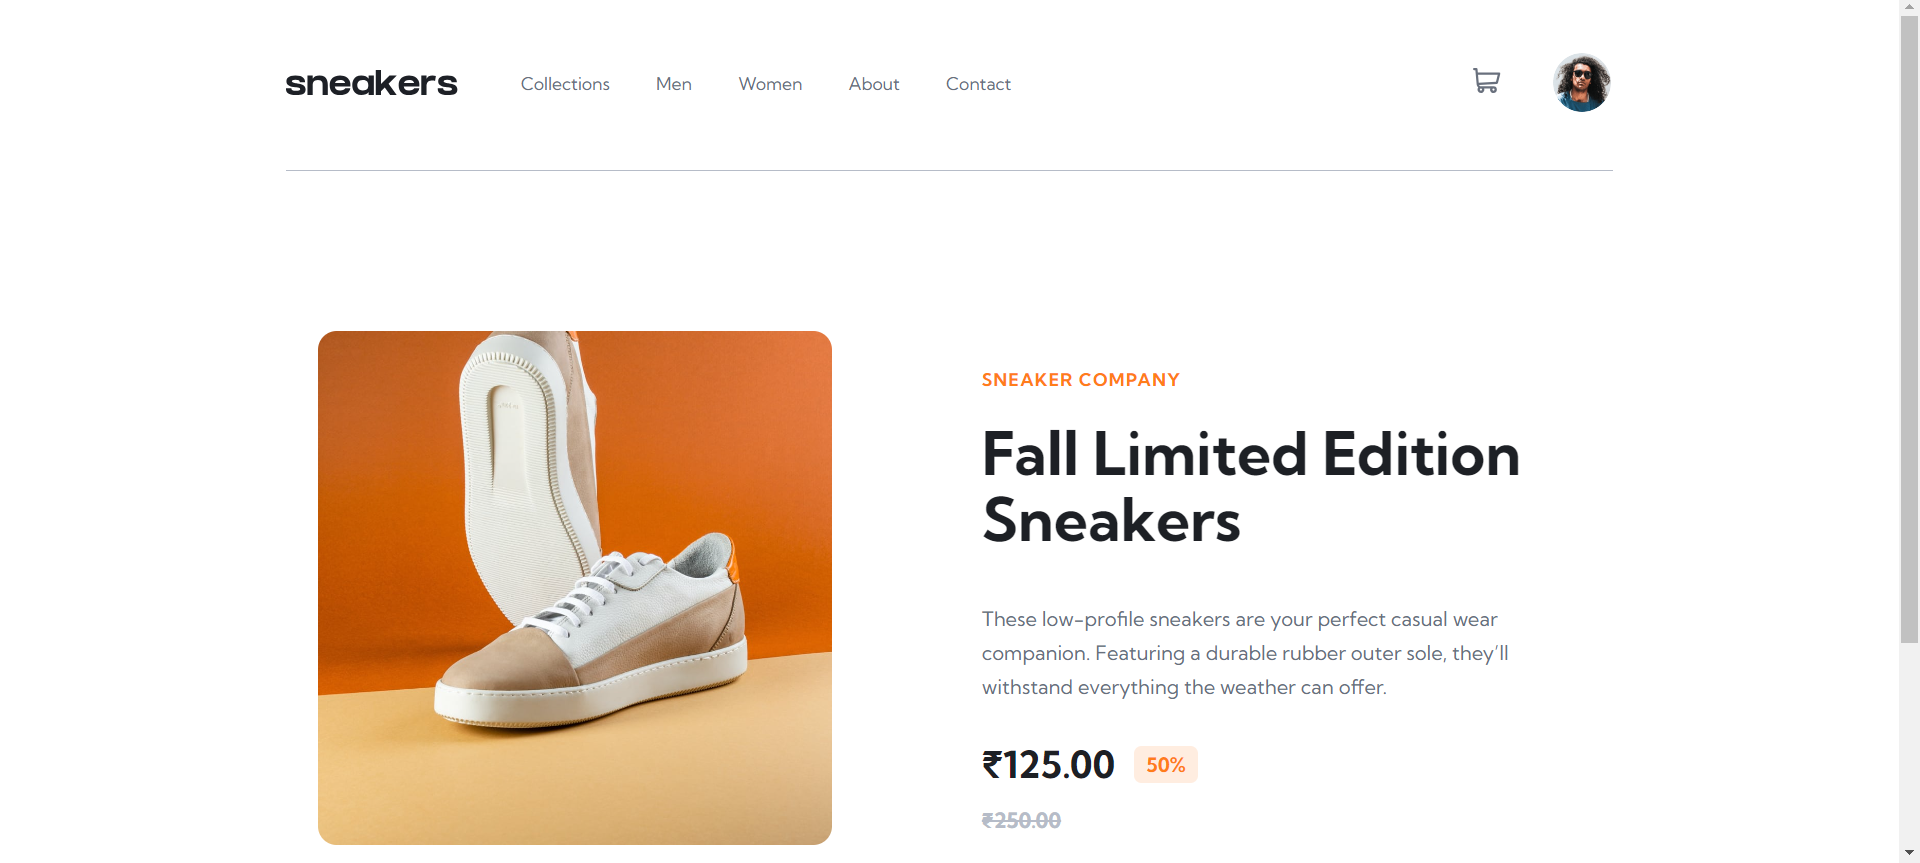 sneakers
Collections
Men
Women
About
Contact
SNEAKER COMPANY
Fall Limited Edition
Sneakers
These low-profile sneakers are your perfect casual wear
companion. Featuring a durable rubber outer sole, they’ll
withstand everything the weather can offer.
₹125.00
50%
₹250.00